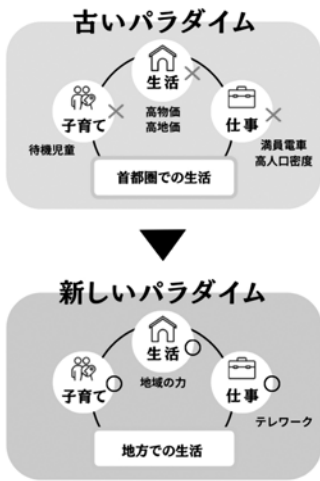 古いパラダイム
生活
高物価
高地価
子育て
待機児童
仕事
満員電車
高人口密度
首都圏での生活
新しいパラダイム
生活
地域の力
子育て
仕事
テレワーク
地方での生活